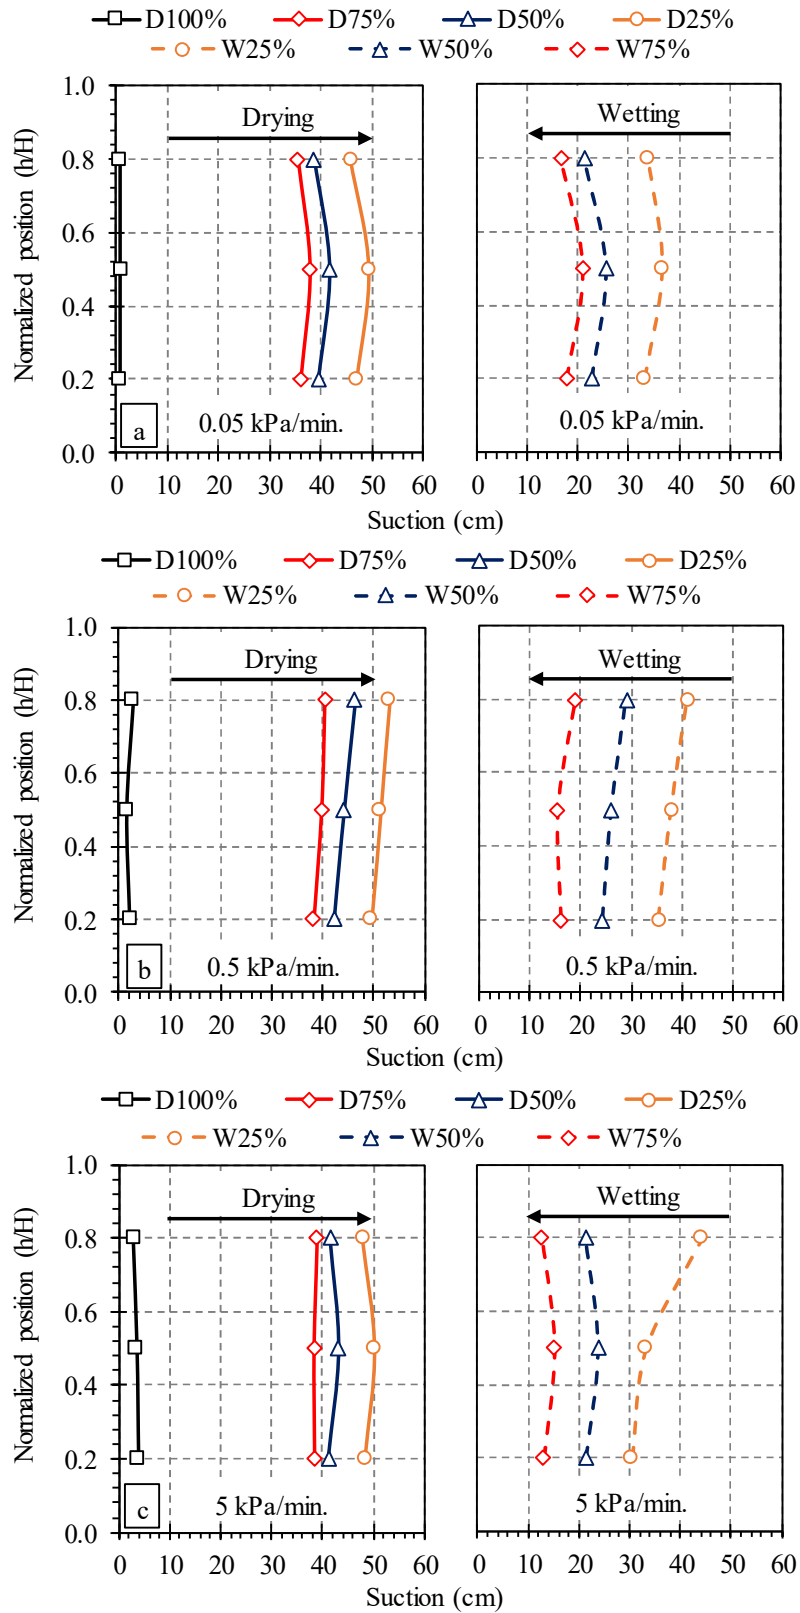 D100% D75% D50% D25%
W25% W50% W75%
Normalized position (h/H)
1.0
0.8
0.6
0.4
0.2
0.0
Drying
Wetting
a
0.05 kPa/min.
0.05 kPa/min.
0 10 20 30 40 50 60
0 10 20 30 40 50 60
Suction (cm)
D100% D75% D50% D25%
W25% W50% W75%
Normalized position (h/H)
1.0
0.8
0.6
0.4
0.2
0.0
Drying
Wetting
b
0.5 kPa/min.
0.5 kPa/min.
0 10 20 30 40 50 60
0 10 20 30 40 50 60
Suction (cm)
D100% D75% D50% D25%
W25% W50% W75%
Normalized position (h/H)
1.0
0.8
0.6
0.4
0.2
0.0
Drying
Wetting
c
5 kPa/min.
5 kPa/min.
0 10 20 30 40 50 60
0 10 20 30 40 50 60
Suction (cm)